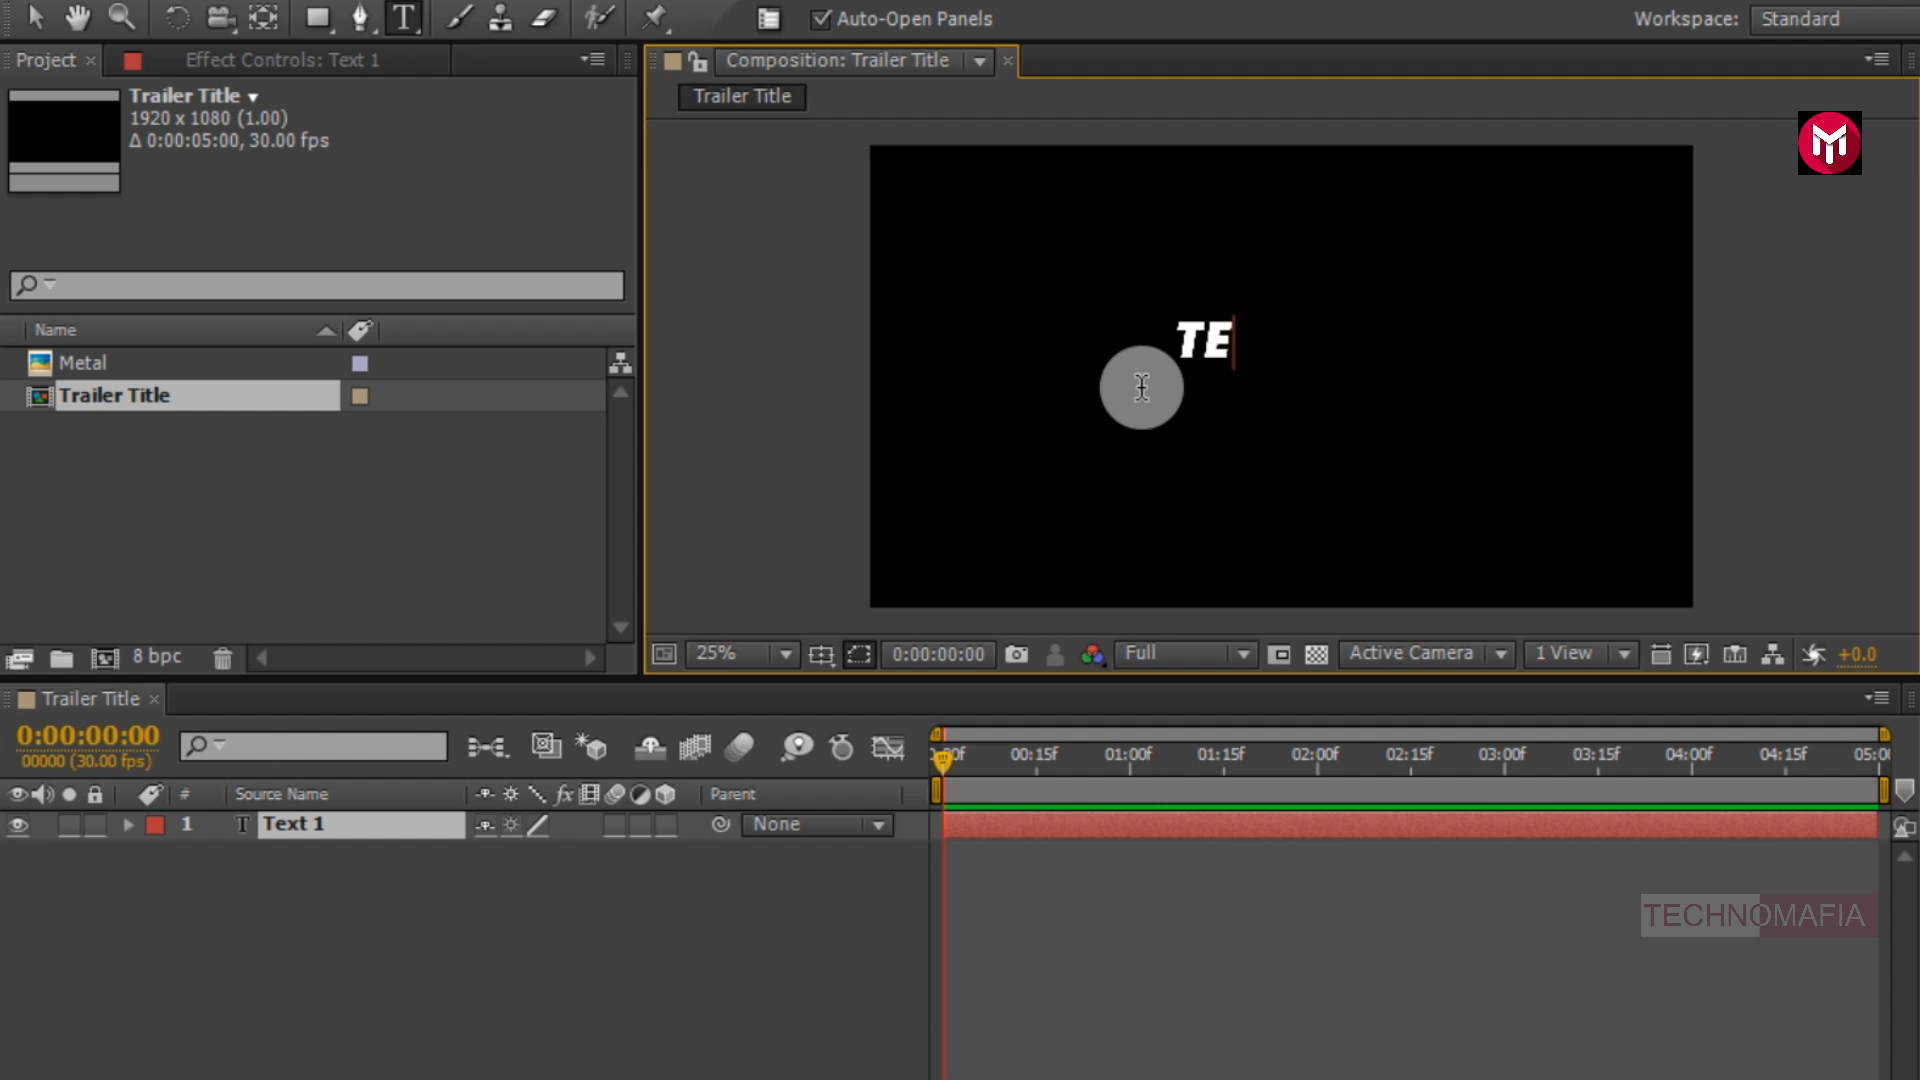 Auto-Open Panels
Workspace: Standard
Project
Effect Controls: Text 1
Composition: Trailer Title
Trailer Title
Trailer Title
1920 x 1080 (1.00)
Δ 0:00:05:00, 30.00 fps
TE
Name
Metal
Trailer Title
8 bpc
25%
0:00:00:00
Full
Active Camera
1 View
+0.0
Trailer Title
0:00:00:00
00000 (30.00 fps)
00:15f 01:00f 01:15f 02:00f 02:15f 03:00f 03:15f 04:00f 04:15f
# Source Name
fx
Parent
1 T Text 1
None
TECHNOMAFIA